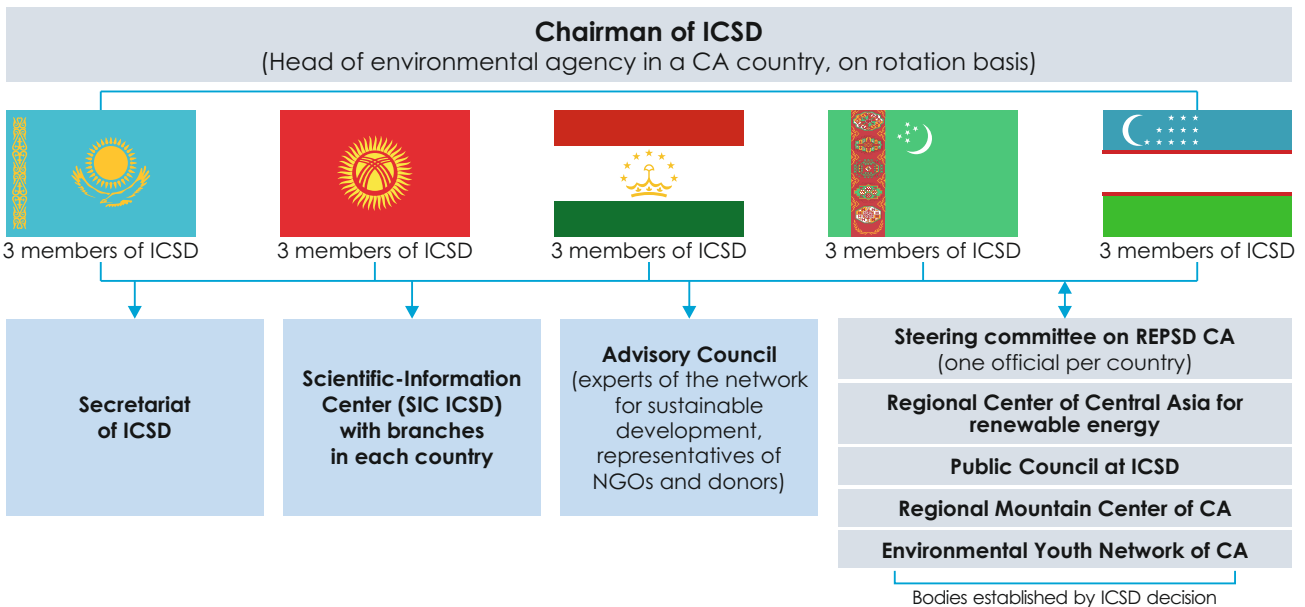 Chairman of ICSD
(Head of environmental agency in a CA country, on rotation basis)
3 members of ICSD
3 members of ICSD
3 members of ICSD
3 members of ICSD
3 members of ICSD
Secretariat
of ICSD
Scientific-Information
Center (SIC ICSD)
with branches
in each country
Advisory Council
(experts of the network
for sustainable
development,
representatives of
NGOs and donors)
Steering committee on REPSD CA
(one official per country)
Regional Center of Central Asia for
renewable energy
Public Council at ICSD
Regional Mountain Center of CA
Environmental Youth Network of CA
Bodies established by ICSD decision